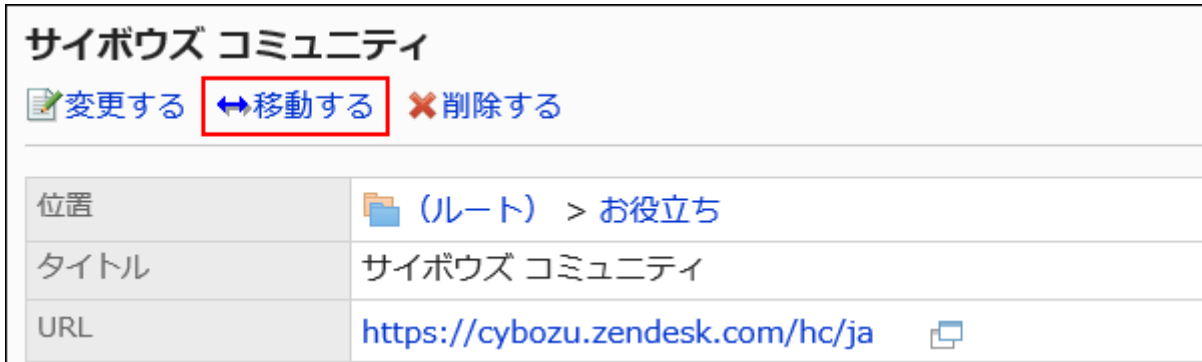 サイボウズ コミュニティ
変更する 移動する 削除する
位置 （ルート） > お役立ち
タイトル サイボウズ コミュニティ
URL https://cybozu.zendesk.com/hc/ja